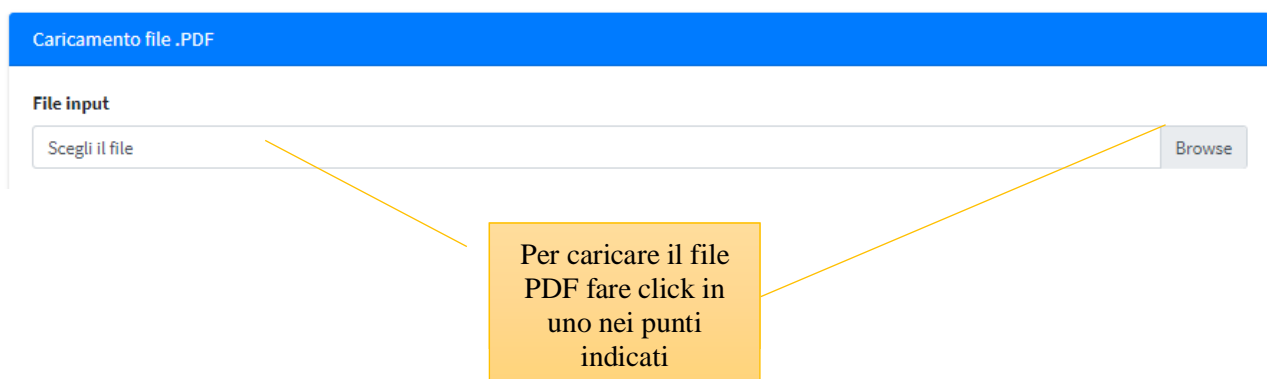 Caricamento file .PDF
File input
Scegli il file
Browse
Per caricare il file
PDF fare click in
uno nei punti
indicati